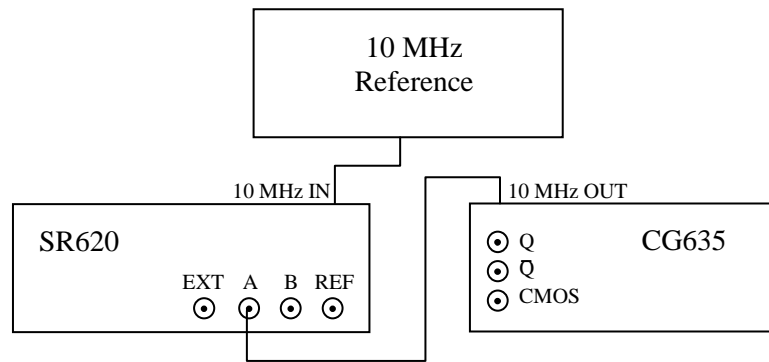 10 MHz
Reference
10 MHz IN
10 MHz OUT
SR620
EXT A B REF
CG635
Q
Q̅
CMOS